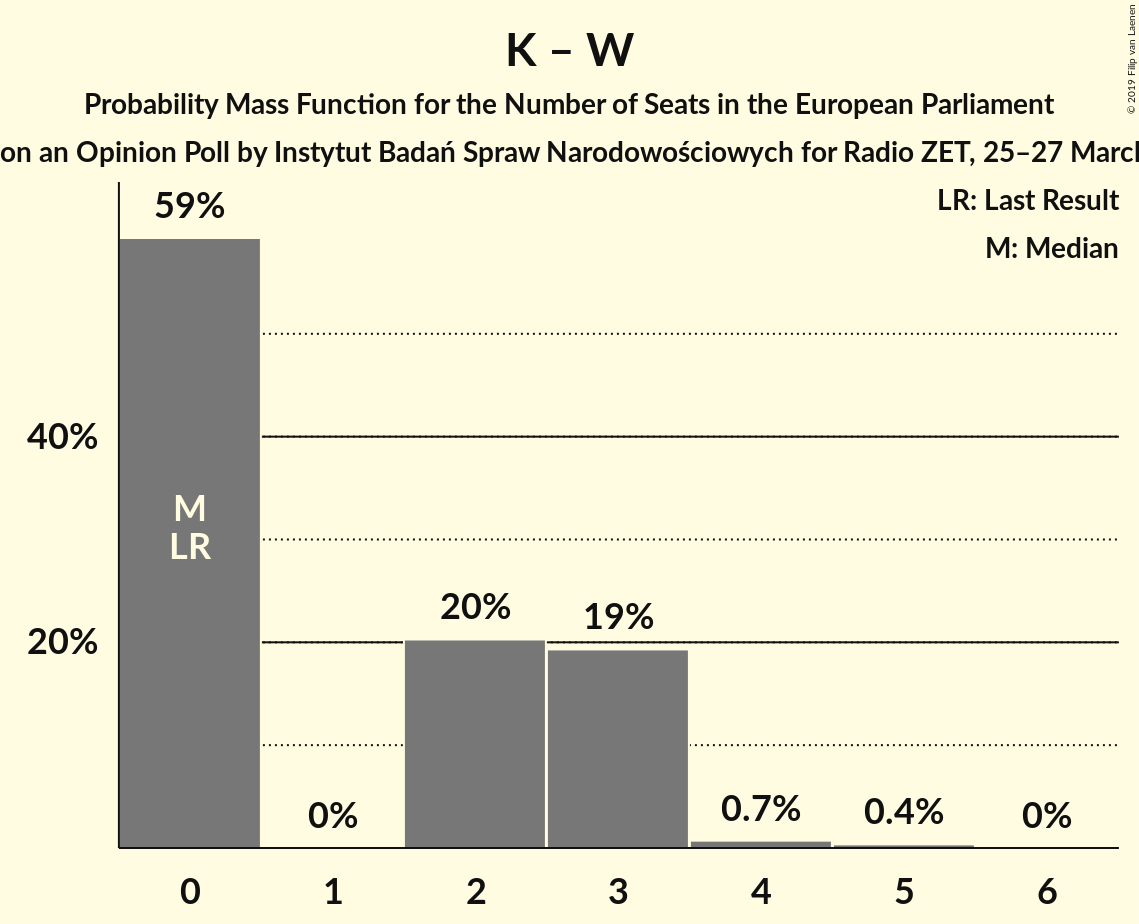 K – W
Probability Mass Function for the Number of Seats in the European Parliament
on an Opinion Poll by Instytut Badań Spraw Narodowościowych for Radio ZET, 25–27 March
© 2019 Filip van Laenen
LR: Last Result
M: Median
59%
40%
M
LR
20%
19%
20%
0%
0.7%
0.4%
0%
0 1 2 3 4 5 6